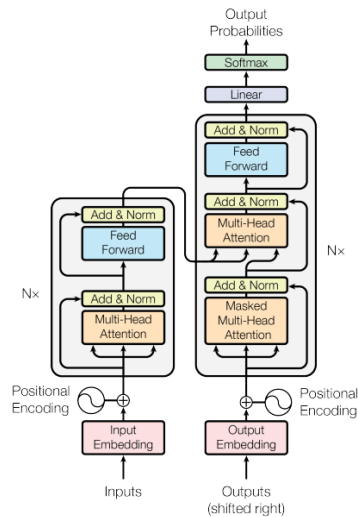 Output
Probabilities
Softmax
Linear
Add & Norm
Feed
Forward
Add & Norm
Multi-Head
Attention
Add & Norm
Masked
Multi-Head
Attention
N×
Add & Norm
Feed
Forward
Add & Norm
Multi-Head
Attention
N×
Positional
Encoding
Positional
Encoding
Input
Embedding
Output
Embedding
Inputs
Outputs
(shifted right)